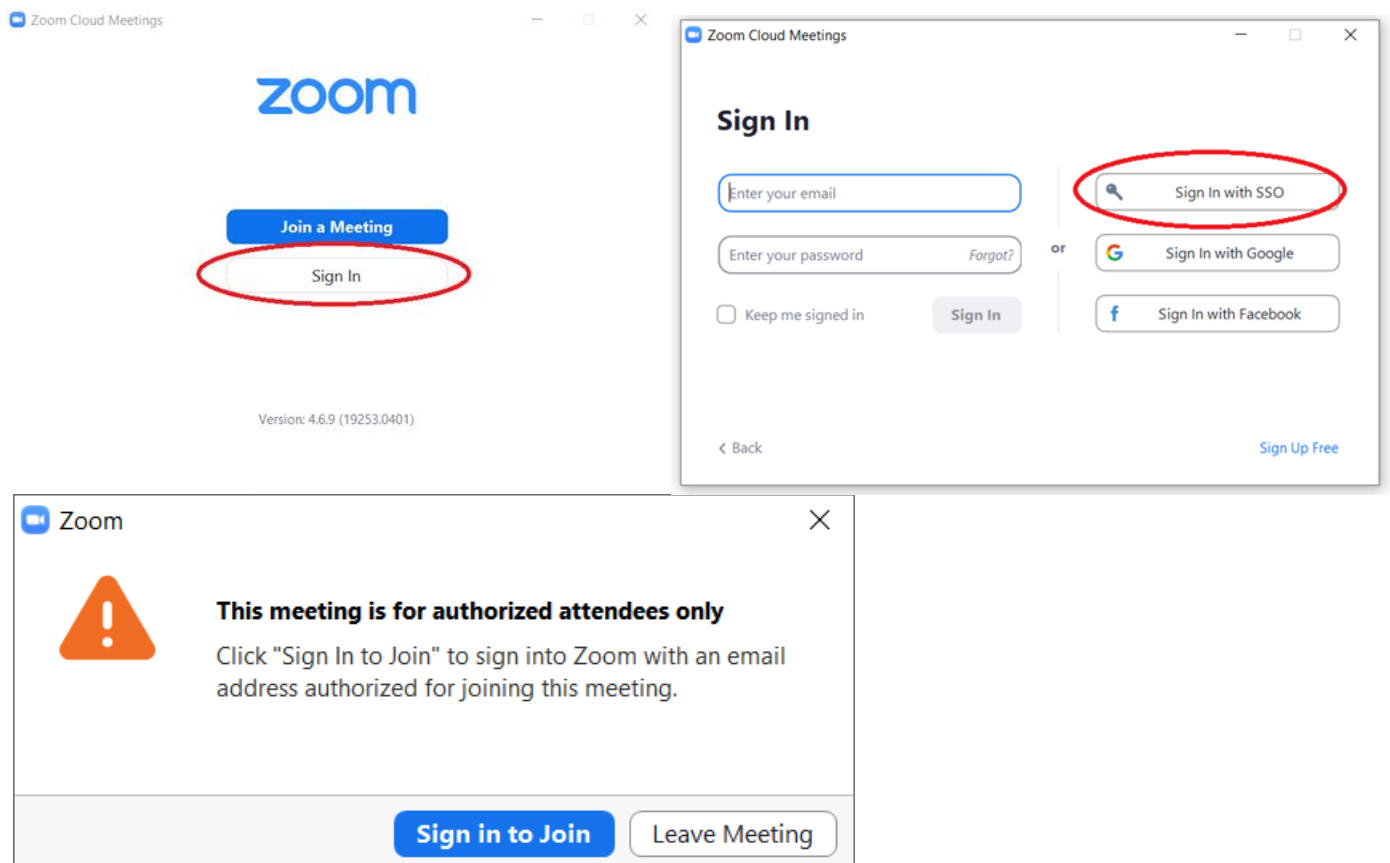 Zoom Cloud Meetings
zoom
Join a Meeting
Sign In
Version: 4.6.9 (19253.0401)
Zoom Cloud Meetings
Sign In
Enter your email
Enter your password Forgot?
Keep me signed in Sign In
or
Sign In with SSO
Sign In with Google
f Sign In with Facebook
< Back Sign Up Free
Zoom
This meeting is for authorized attendees only
Click "Sign In to Join" to sign into Zoom with an email
address authorized for joining this meeting.
Sign in to Join Leave Meeting